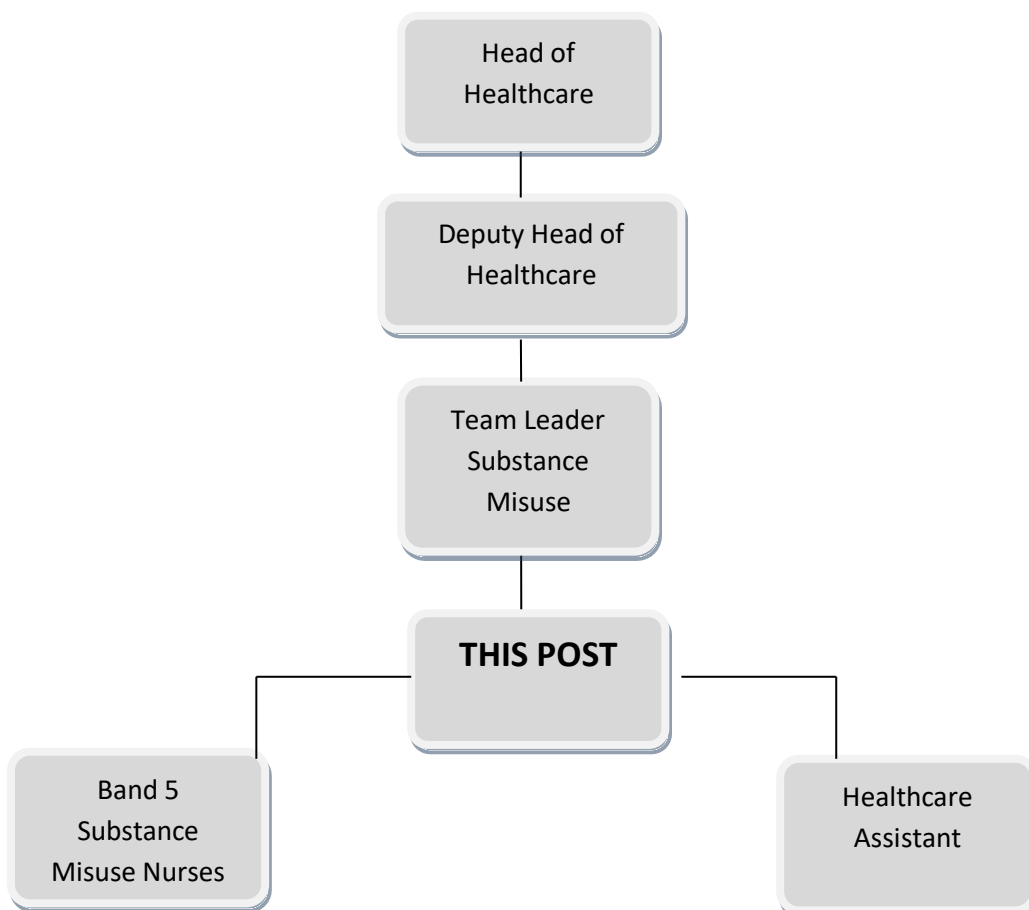 Head of
Healthcare
Deputy Head of
Healthcare
Team Leader
Substance
Misuse
THIS POST
Band 5
Substance
Misuse Nurses
Healthcare
Assistant